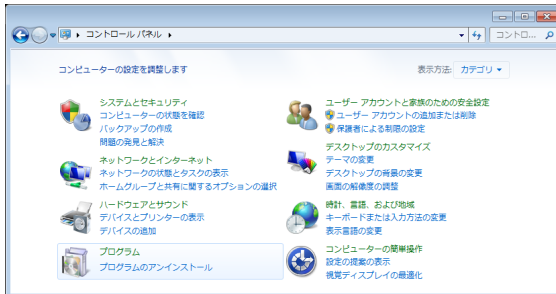 コントロール パネル
コントロ...
コンピューターの設定を調整します
表示方法: カテゴリ
システムとセキュリティ
コンピューターの状態を確認
バックアップの作成
問題の発見と解決
ネットワークとインターネット
ネットワークの状態とタスクの表示
ホームグループと共有に関するオプションの選択
ハードウェアとサウンド
デバイスとプリンターの表示
デバイスの追加
プログラム
プログラムのアンインストール
ユーザー アカウントと家族のための安全設定
ユーザー アカウントの追加または削除
保護者による制限の設定
デスクトップのカスタマイズ
テーマの変更
デスクトップの背景の変更
画面の解像度の調整
時計、言語、および地域
キーボードまたは入力方法の変更
表示言語の変更
コンピューターの簡単操作
設定の提案の表示
視覚ディスプレイの最適化